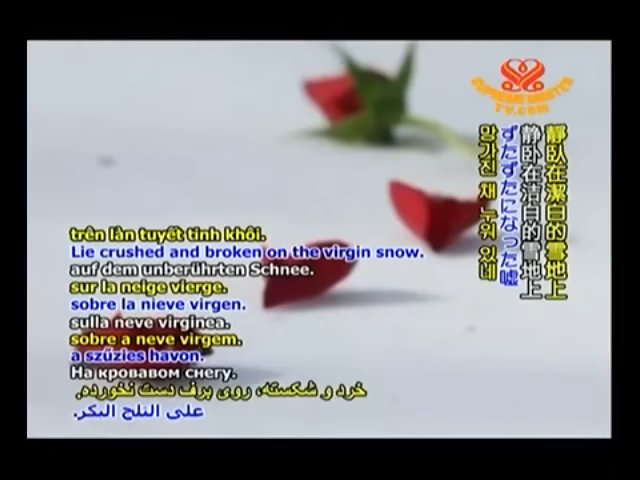 SUPREME MASTER
TV.com
靜臥在潔白的雪地上
静卧在洁白的雪地上
ずたずたになった嘘
망가진 채 누워 있네
trên làn tuyết tinh khôi.
Lie crushed and broken on the virgin snow.
auf dem unberührten Schnee.
sur la neige vierge.
sobre la nieve virgen.
sulla neve virginea.
sobre a neve virgem.
a szűzies havon.
На кровавом снегу.
خرد و شکسته، روی برف دست نخورده.
على الثلج البكر.